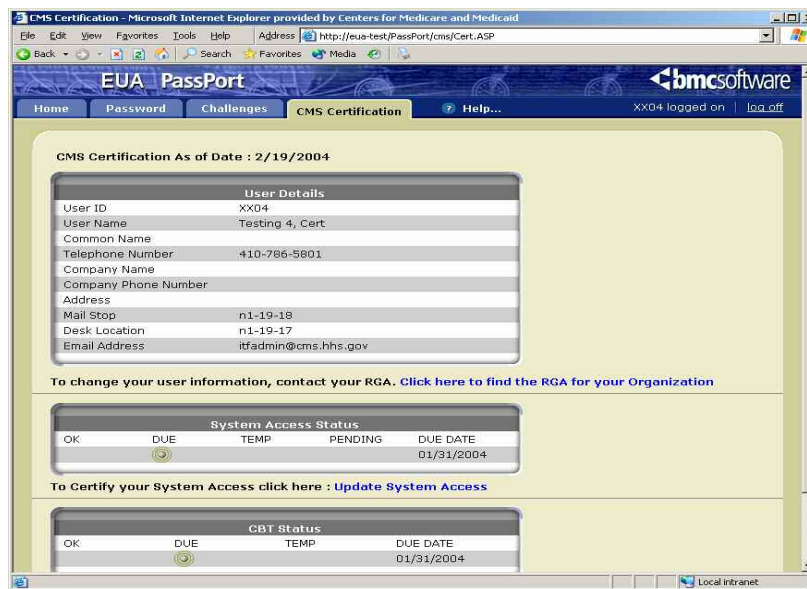 CMS Certification - Microsoft Internet Explorer provided by Centers for Medicare and Medicaid
File Edit View Favorites Tools Help Address http://eua-test/PassPort/cms/Cert.ASP
Back Search Favorites Media
EUA PassPort bmcsoftware
Home Password Challenges CMS Certification ? Help... XX04 logged on | log off
CMS Certification As of Date : 2/19/2004
User Details
User ID XX04
User Name Testing 4, Cert
Common Name
Telephone Number 410-786-5801
Company Name
Company Phone Number
Address
Mail Stop n1-19-18
Desk Location n1-19-17
Email Address itfadmin@cms.hhs.gov
To change your user information, contact your RGA. Click here to find the RGA for your Organization
System Access Status
OK DUE TEMP PENDING DUE DATE
01/31/2004
To Certify your System Access click here : Update System Access
CBT Status
OK DUE TEMP DUE DATE
01/31/2004
Local intranet